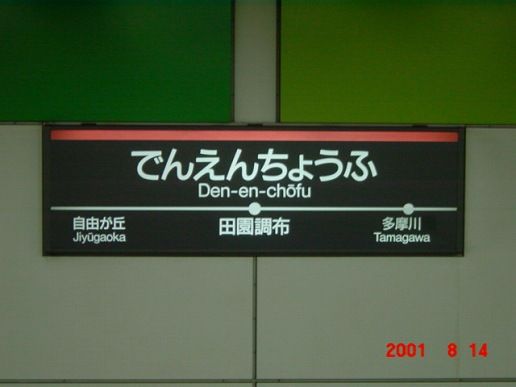 でんえんちょうふ
Den-en-chōfu
自由が丘
Jiyūgaoka
田園調布
多摩川
Tamagawa
2001 8 14